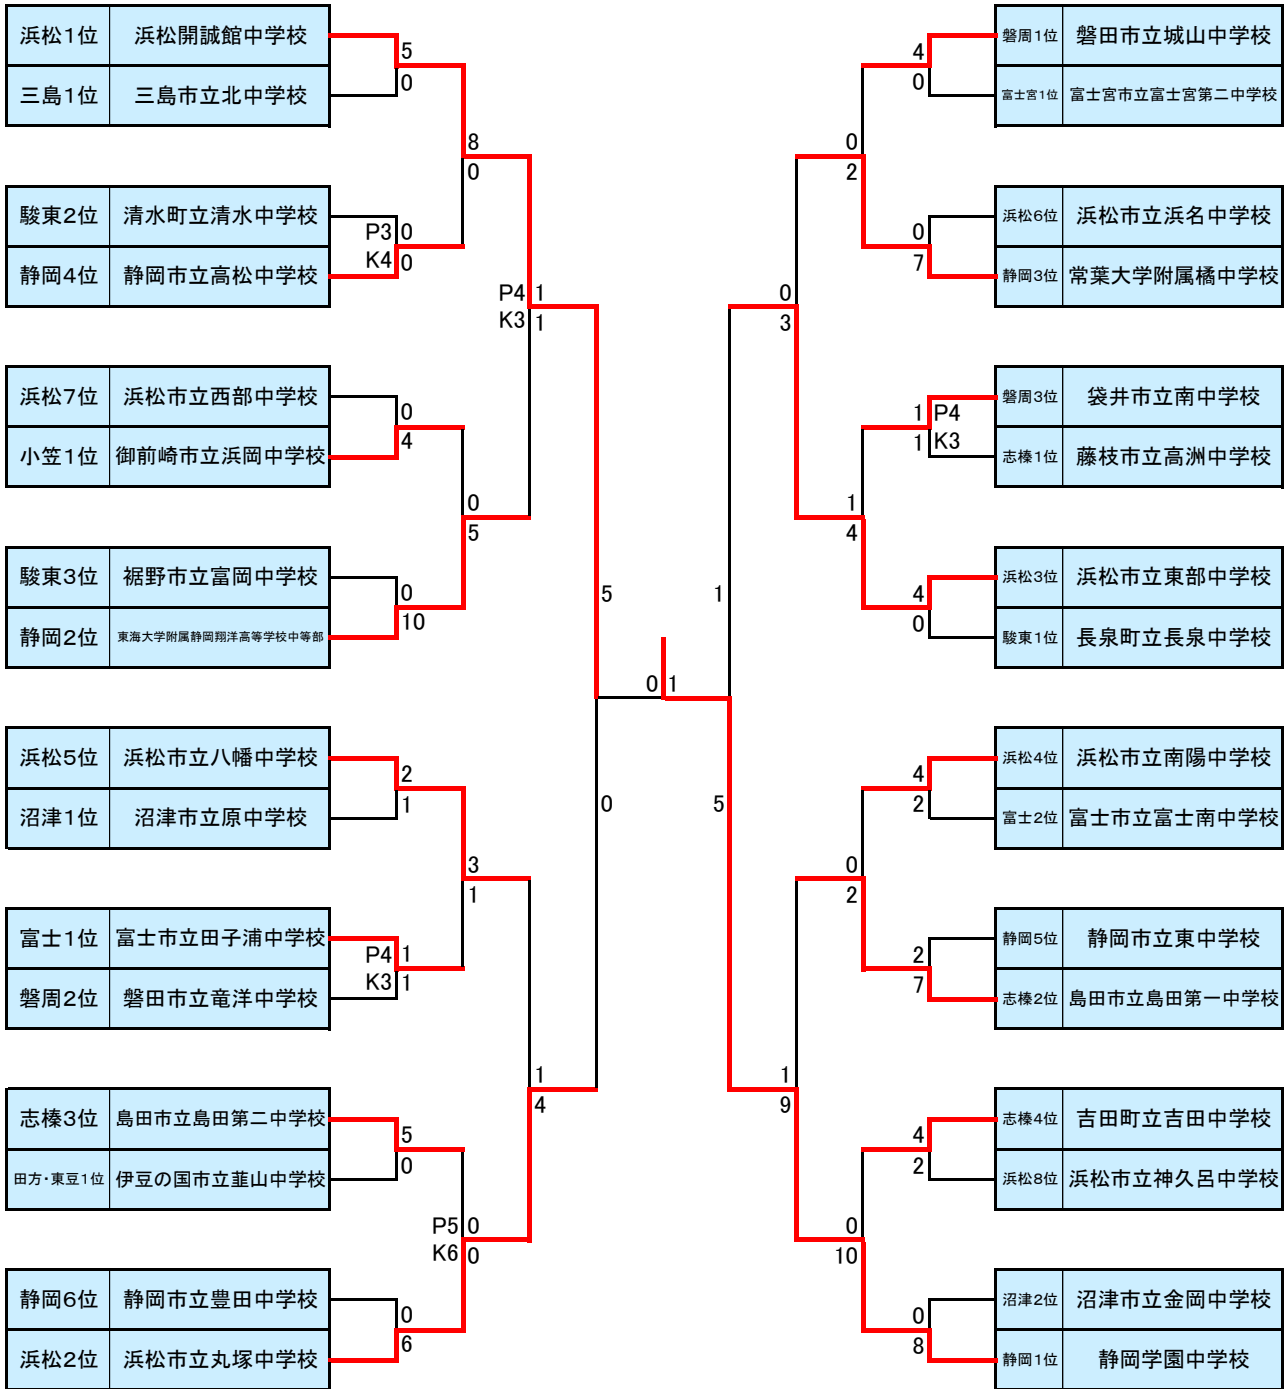 浜松1位 浜松開誠館中学校
5
0
三島1位 三島市立北中学校
8
0
駿東2位 清水町立清水中学校
P3 0
K4 0
静岡4位 静岡市立高松中学校
P4 1
K3 1
浜松7位 浜松市立西部中学校
0
4
小笠1位 御前崎市立浜岡中学校
0
5
駿東3位 裾野市立富岡中学校
0
10
静岡2位 東海大学附属静岡翔洋高等学校中等部
5
0
浜松5位 浜松市立八幡中学校
2
1
沼津1位 沼津市立原中学校
3
1
富士1位 富士市立田子浦中学校
P4 1
K3 1
磐周2位 磐田市立竜洋中学校
1
4
志榛3位 島田市立島田第二中学校
5
0
田方・東豆1位 伊豆の国市立韮山中学校
P5 0
K6 0
静岡6位 静岡市立豊田中学校
0
6
浜松2位 浜松市立丸塚中学校
0 1
磐周1位 磐田市立城山中学校
4
0
富士宮1位 富士宮市立富士宮第二中学校
0
2
浜松6位 浜松市立浜名中学校
0
7
静岡3位 常葉大学附属橘中学校
0
3
磐周3位 袋井市立南中学校
1 P4
1 K3
志榛1位 藤枝市立高洲中学校
1
4
浜松3位 浜松市立東部中学校
4
0
駿東1位 長泉町立長泉中学校
1
5
浜松4位 浜松市立南陽中学校
4
2
富士2位 富士市立富士南中学校
0
2
静岡5位 静岡市立東中学校
2
7
志榛2位 島田市立島田第一中学校
1
9
志榛4位 吉田町立吉田中学校
4
2
浜松8位 浜松市立神久呂中学校
0
10
沼津2位 沼津市立金岡中学校
0
8
静岡1位 静岡学園中学校